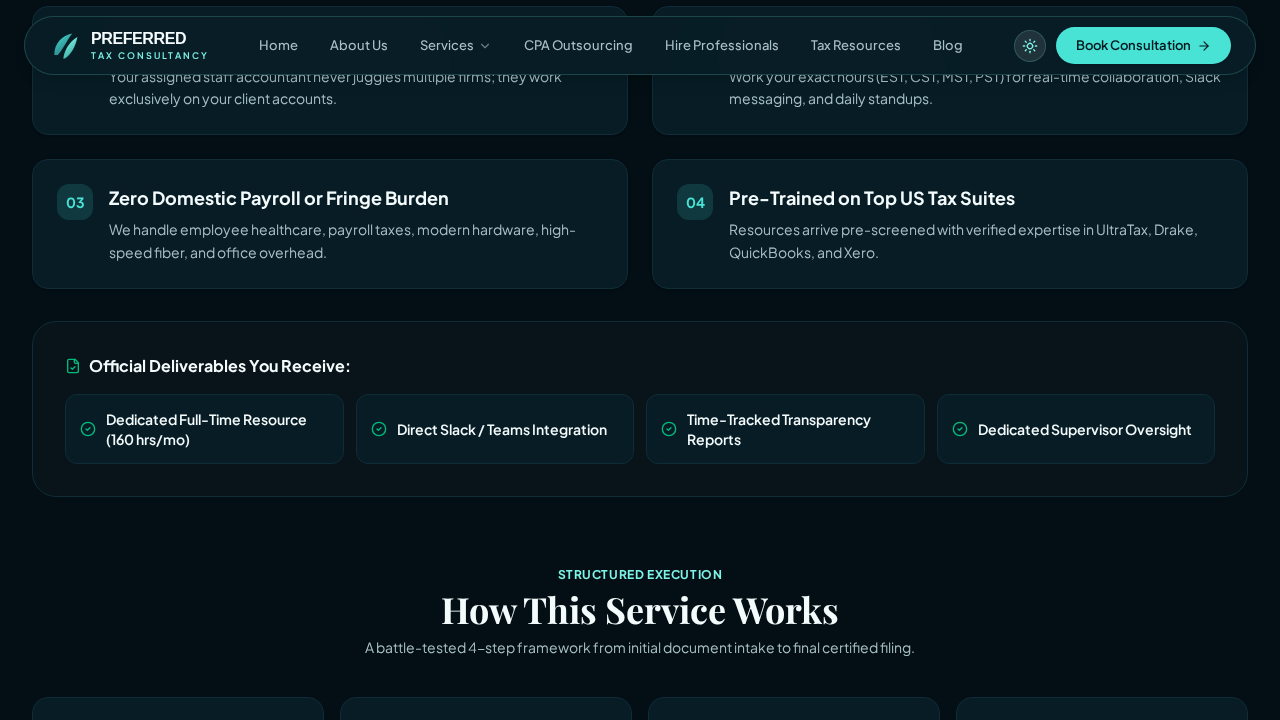 PREFERRED
TAX CONSULTANCY
Home
About Us
Services
CPA Outsourcing
Hire Professionals
Tax Resources
Blog
Book Consultation
Your assigned staff accountant never juggles multiple firms; they work
exclusively on your client accounts.
Work your exact hours (EST, CST, MST, PST) for real-time collaboration, Slack
messaging, and daily standups.
03
Zero Domestic Payroll or Fringe Burden
We handle employee healthcare, payroll taxes, modern hardware, high-
speed fiber, and office overhead.
04
Pre-Trained on Top US Tax Suites
Resources arrive pre-screened with verified expertise in UltraTax, Drake,
QuickBooks, and Xero.
Official Deliverables You Receive:
Dedicated Full-Time Resource
(160 hrs/mo)
Direct Slack / Teams Integration
Time-Tracked Transparency
Reports
Dedicated Supervisor Oversight
STRUCTURED EXECUTION
How This Service Works
A battle-tested 4-step framework from initial document intake to final certified filing.